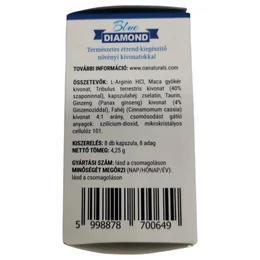 Blue
DIAMOND
Természetes étrend-kiegészítő
növényi kivonatokkal
TOVÁBBI INFORMÁCIÓ: www.oanaturals.com
ÖSSZETEVŐK: L-Arginin HCl, Maca gyökér
kivonat, Tribulus terrestris kivonat (40%
szaponinnal), kapszulahéj: zselatin, Taurin,
Ginzeng (Panax ginseng) kivonat (4%
Ginzenoziddal), Fahéj (Cinnamomum cassia)
kivonat 4:1 arány, csomósodást gátló
anyagok: szilícium-dioxid, mikrokristályos
cellulóz 101.
KISZERELÉS: 8 db kapszula, 8 adag
NETTÓ TÖMEG: 4,25 g
GYÁRTÁSI SZÁM: lásd a csomagoláson
MINŐSÉGÉT MEGŐRZI (NAP/HÓNAP/ÉV):
lásd a csomagoláson
5 998878 700649